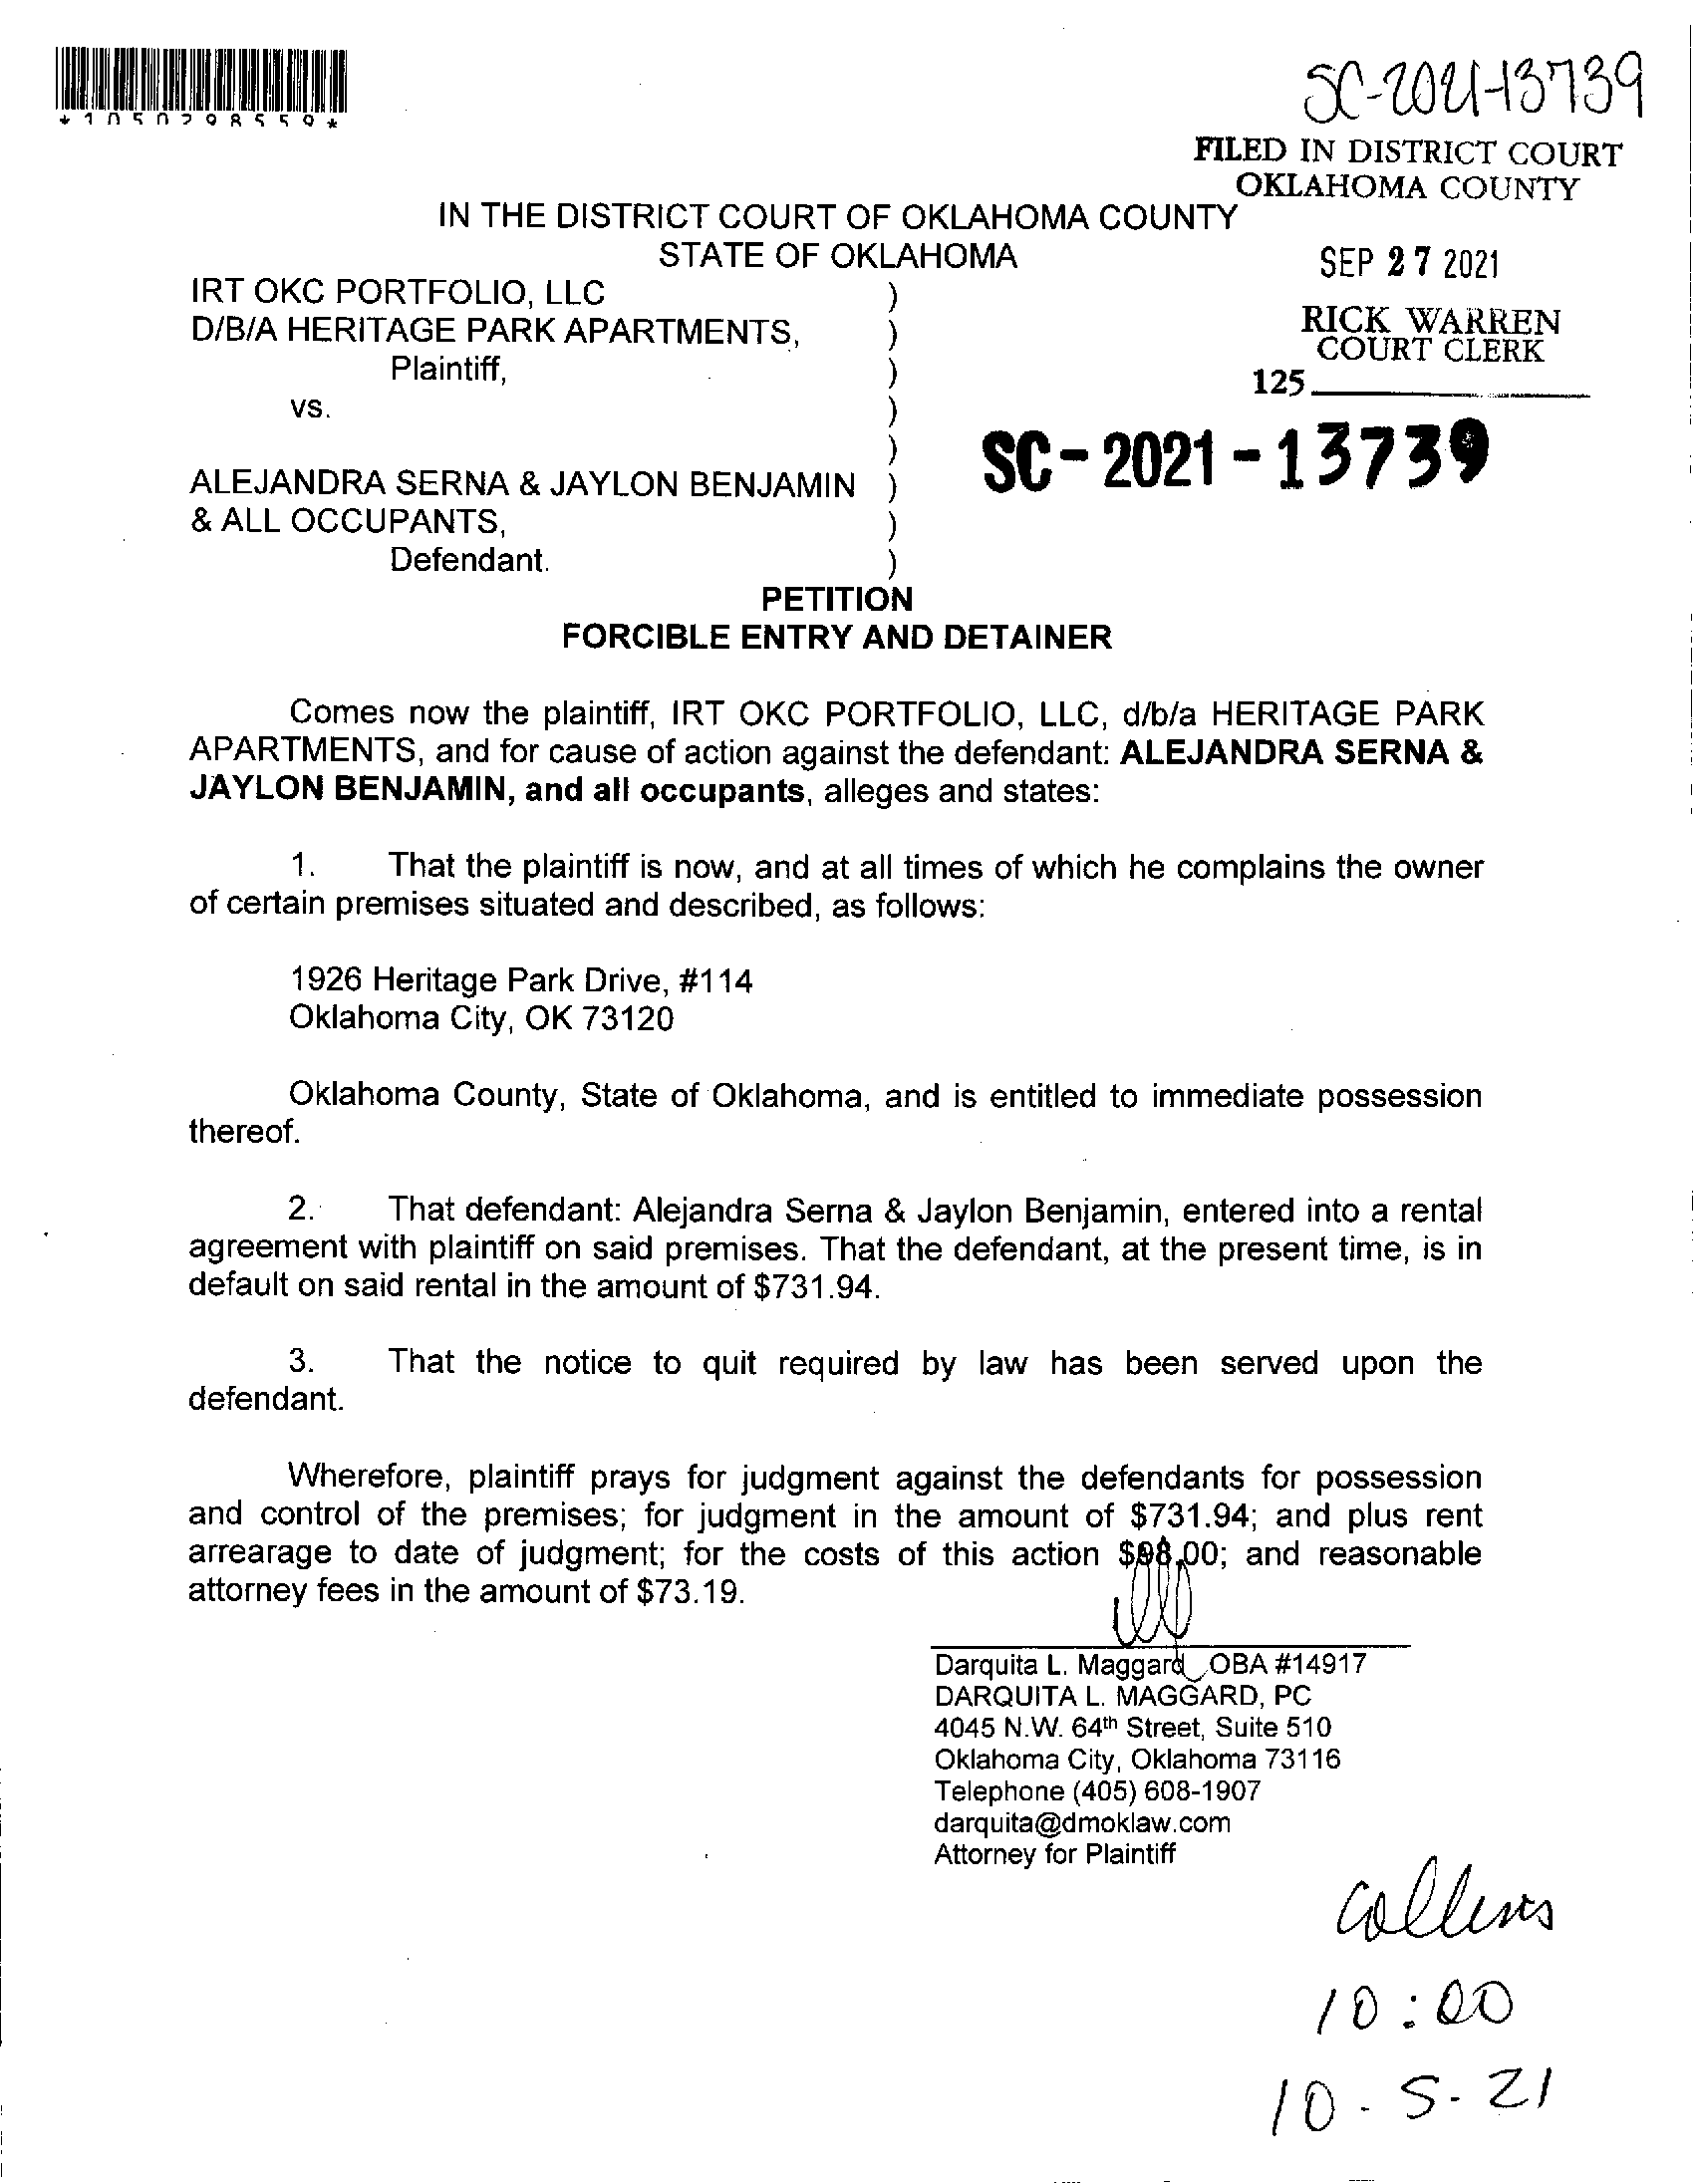 *1050298559*
SC-2021-13739
FILED IN DISTRICT COURT
OKLAHOMA COUNTY
IN THE DISTRICT COURT OF OKLAHOMA COUNTY
STATE OF OKLAHOMA
SEP 27 2021
IRT OKC PORTFOLIO, LLC )
D/B/A HERITAGE PARK APARTMENTS, )
RICK WARREN
COURT CLERK
Plaintiff, )
125
vs. )
)
SC-2021-13739
ALEJANDRA SERNA & JAYLON BENJAMIN )
& ALL OCCUPANTS, )
Defendant. )
PETITION
FORCIBLE ENTRY AND DETAINER
Comes now the plaintiff, IRT OKC PORTFOLIO, LLC, d/b/a HERITAGE PARK
APARTMENTS, and for cause of action against the defendant: ALEJANDRA SERNA &
JAYLON BENJAMIN, and all occupants, alleges and states:
1. That the plaintiff is now, and at all times of which he complains the owner
of certain premises situated and described, as follows:
1926 Heritage Park Drive, #114
Oklahoma City, OK 73120
Oklahoma County, State of Oklahoma, and is entitled to immediate possession
thereof.
2. That defendant: Alejandra Serna & Jaylon Benjamin, entered into a rental
agreement with plaintiff on said premises. That the defendant, at the present time, is in
default on said rental in the amount of $731.94.
3. That the notice to quit required by law has been served upon the
defendant.
Wherefore, plaintiff prays for judgment against the defendants for possession
and control of the premises; for judgment in the amount of $731.94; and plus rent
arrearage to date of judgment; for the costs of this action $98.00; and reasonable
attorney fees in the amount of $73.19.
Darquita L. Maggard OBA #14917
DARQUITA L. MAGGARD, PC
4045 N.W. 64th Street, Suite 510
Oklahoma City, Oklahoma 73116
Telephone (405) 608-1907
darquita@dmoklaw.com
Attorney for Plaintiff
Collins
10:00
10-5-21